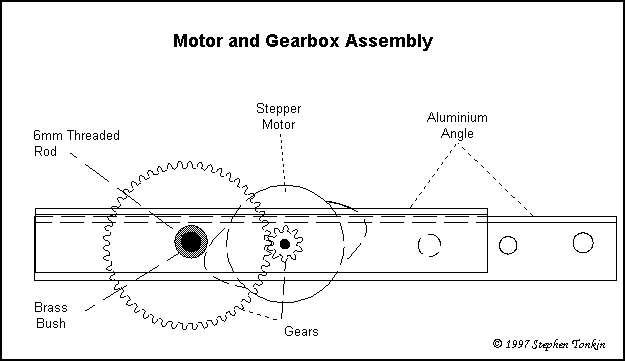 Motor and Gearbox Assembly
Stepper
Motor
Aluminium
Angle
6mm Threaded
Rod
Brass
Bush
Gears
© 1997 Stephen Tonkin